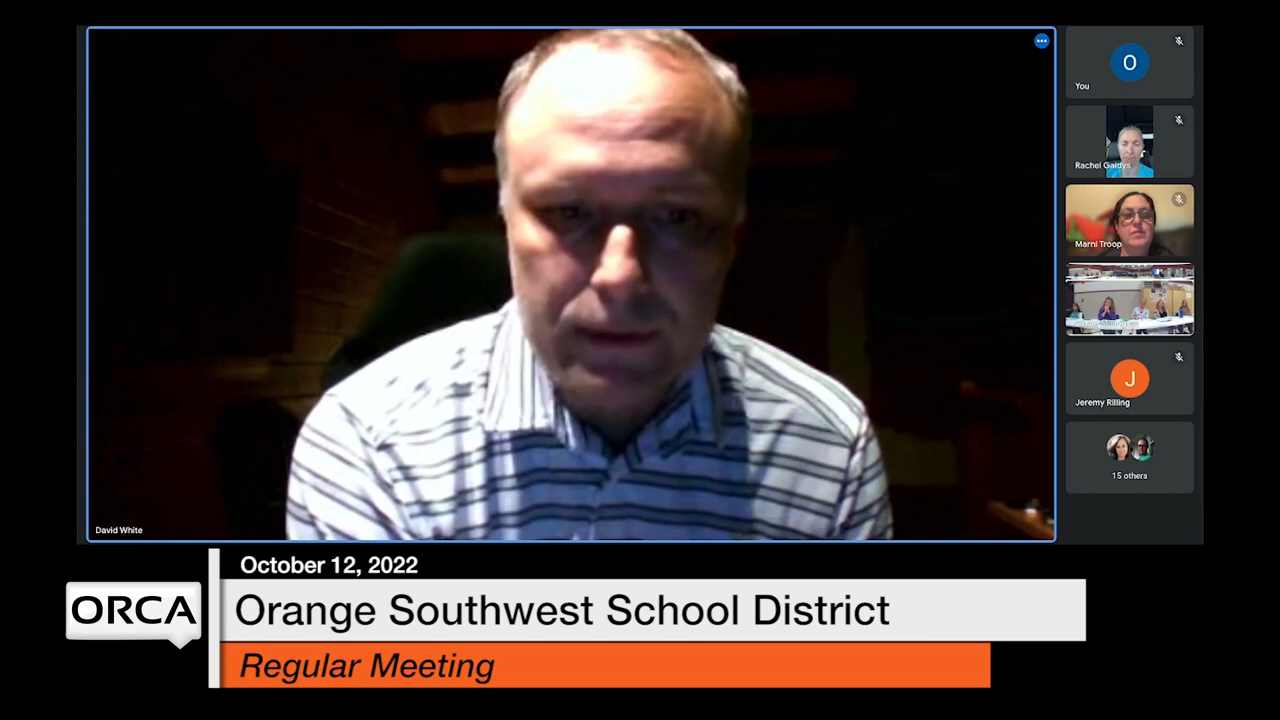 O
You
Rachel Gaidys
Marni Troop
J
Jeremy Rilling
15 others
David White
October 12, 2022
ORCA
Orange Southwest School District
Regular Meeting